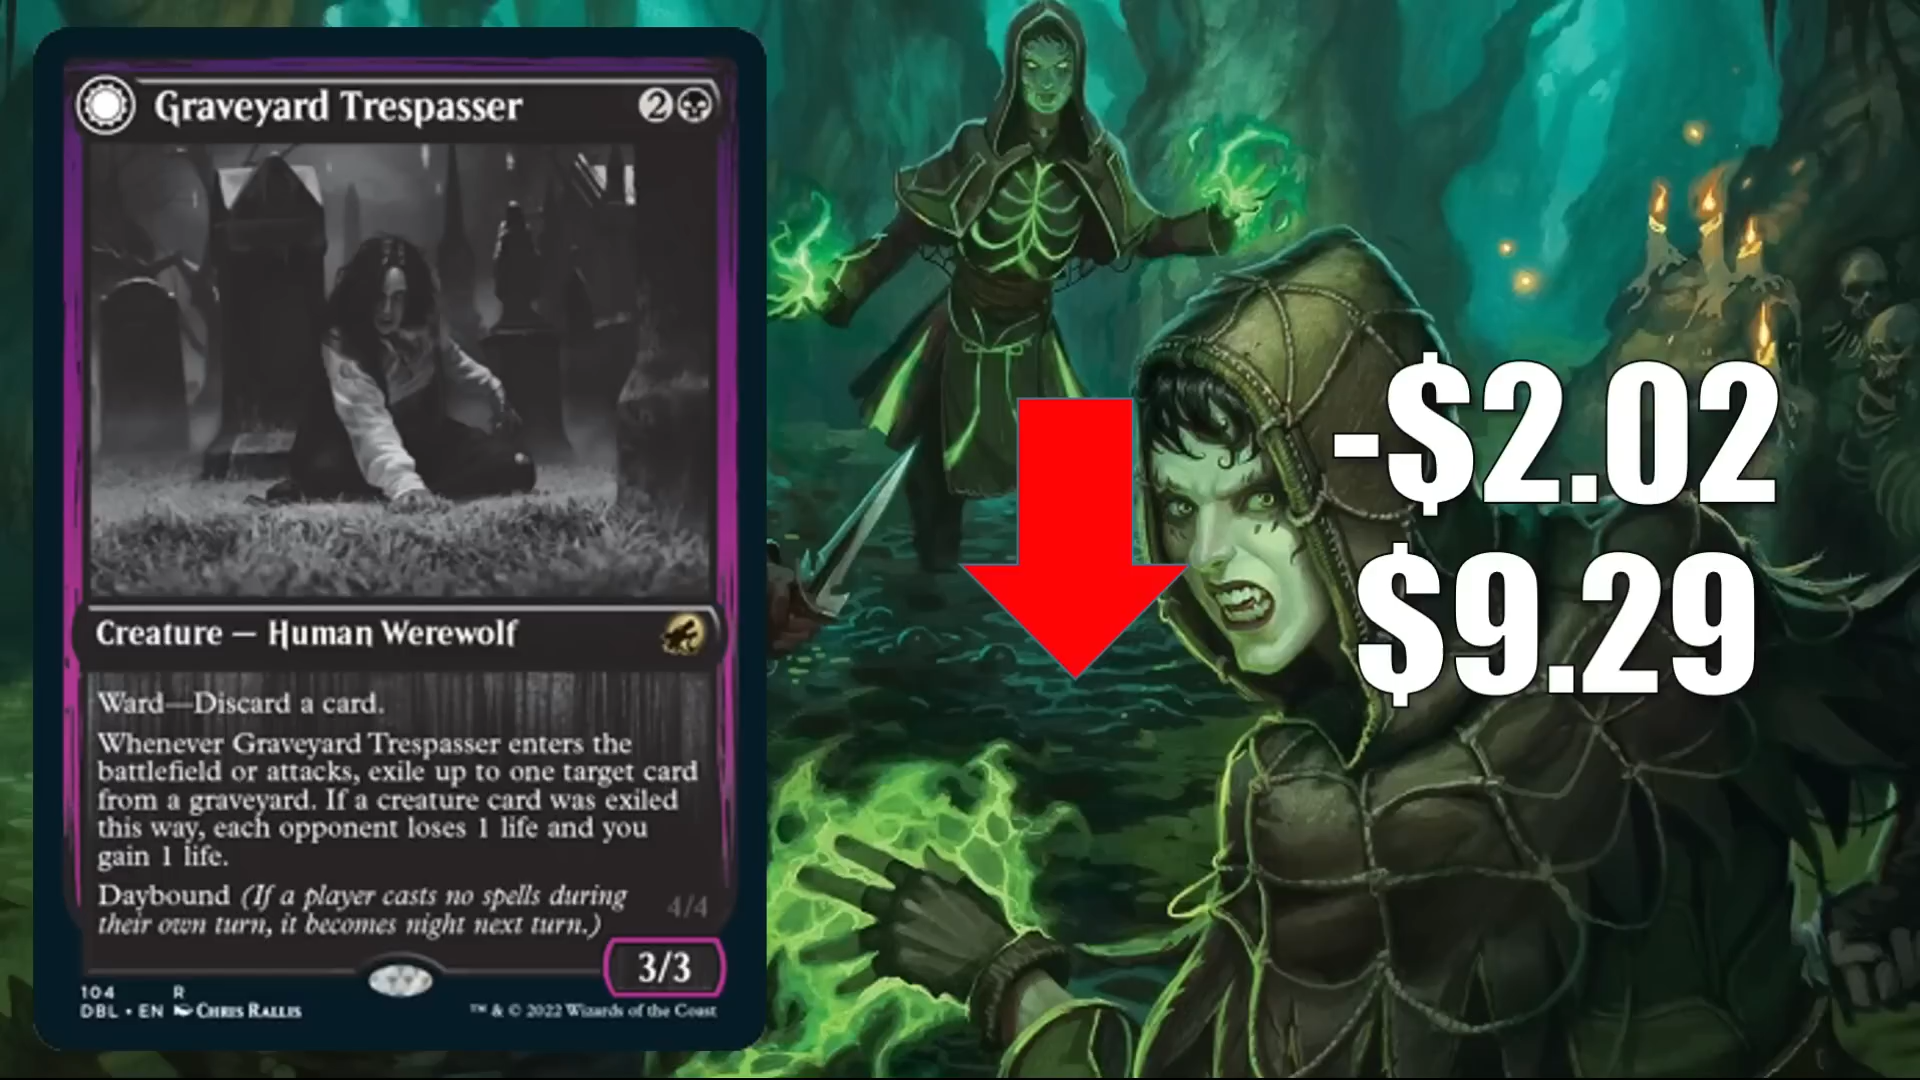 Graveyard Trespasser 2
Creature — Human Werewolf
Ward—Discard a card.
Whenever Graveyard Trespasser enters the
battlefield or attacks, exile up to one target card
from a graveyard. If a creature card was exiled
this way, each opponent loses 1 life and you
gain 1 life.
Daybound (If a player casts no spells during
their own turn, it becomes night next turn.)
4/4
3/3
104 R
DBL • EN Chris Rallis
™ & © 2022 Wizards of the Coast
-$2.02
$9.29